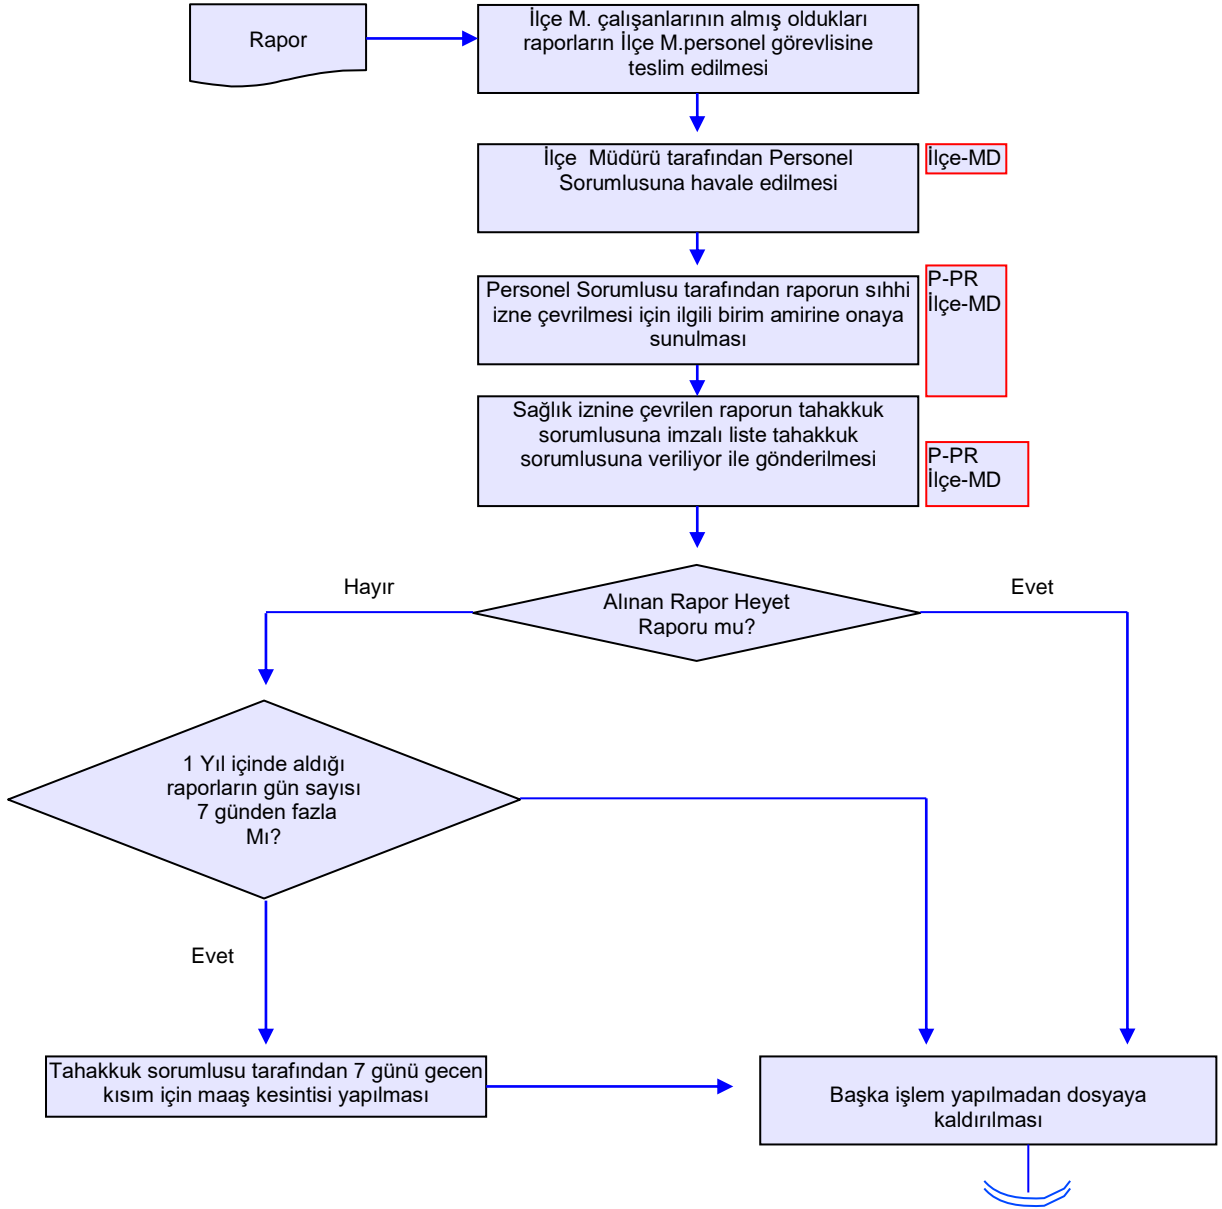 Rapor
İlçe M. çalışanlarının almış oldukları
raporların İlçe M.personel görevlisine
teslim edilmesi
İlçe  Müdürü tarafından Personel
Sorumlusuna havale edilmesi
İlçe-MD
Personel Sorumlusu tarafından raporun sıhhi
izne çevrilmesi için ilgili birim amirine onaya
sunulması
P-PR
İlçe-MD
Sağlık iznine çevrilen raporun tahakkuk
sorumlusuna imzalı liste tahakkuk
sorumlusuna veriliyor ile gönderilmesi
P-PR
İlçe-MD
Hayır
Alınan Rapor Heyet
Raporu mu?
Evet
1 Yıl içinde aldığı
raporların gün sayısı
7 günden fazla
Mı?
Evet
Tahakkuk sorumlusu tarafından 7 günü gecen
kısım için maaş kesintisi yapılması
Başka işlem yapılmadan dosyaya
kaldırılması